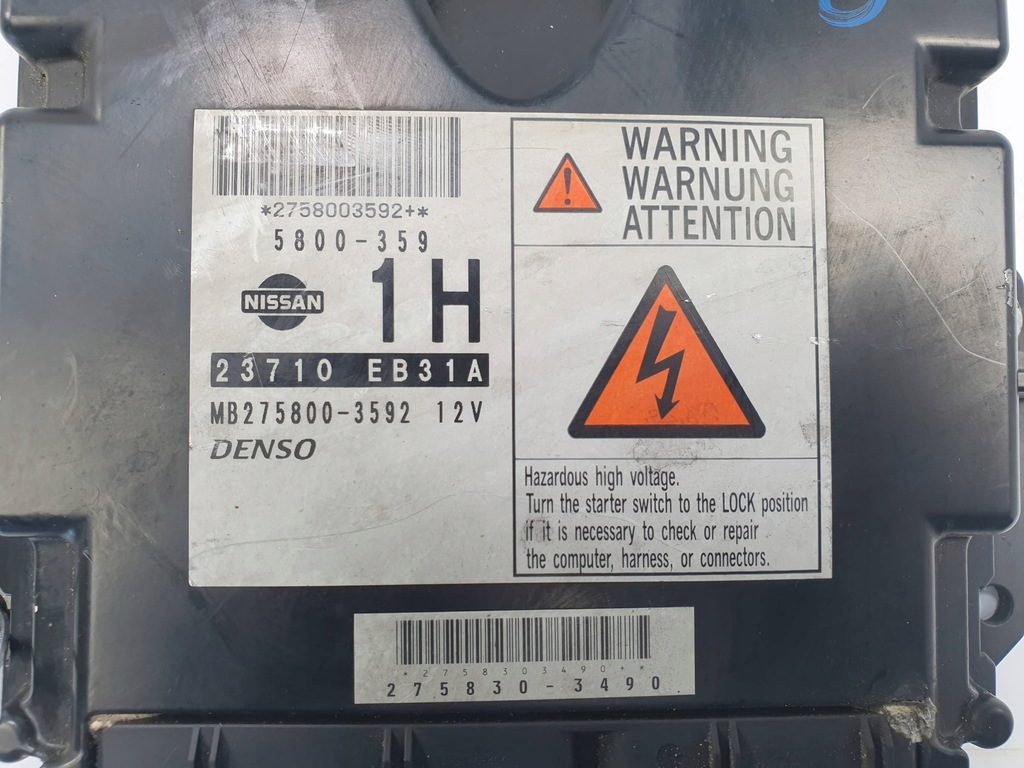 *2758003592+*
5800-359
NISSAN
1H
23710 EB31A
MB275800-3592 12V
DENSO
WARNING
WARNUNG
ATTENTION
Hazardous high voltage.
Turn the starter switch to the LOCK position
if it is necessary to check or repair
the computer, harness, or connectors.
*2758303490+*
275830-3490